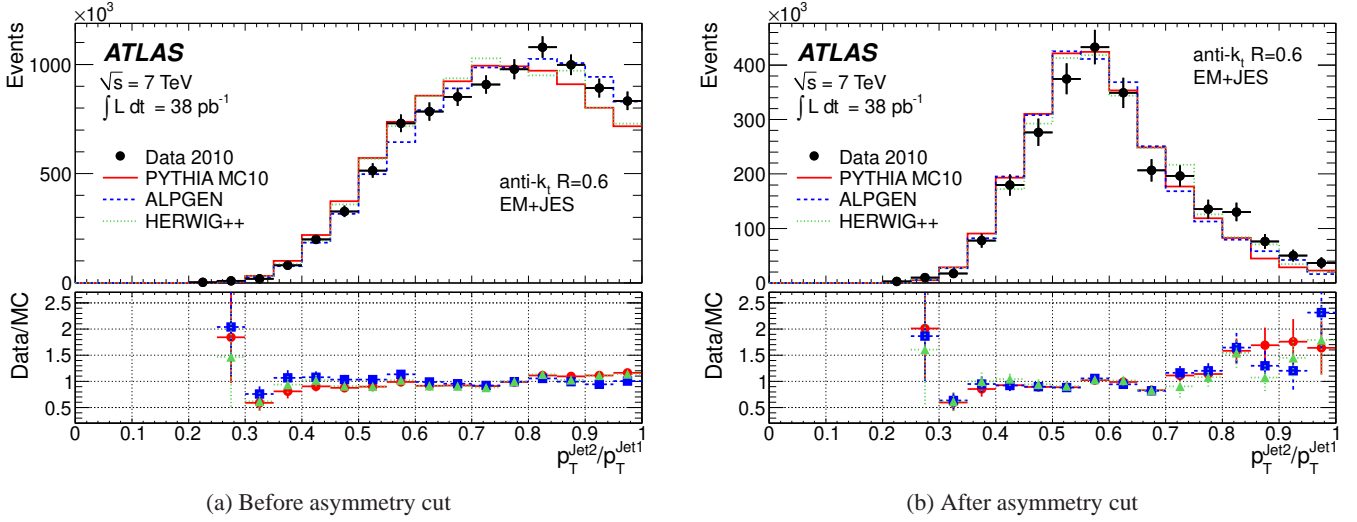 ×10³
Events
1000
500
0
ATLAS
√s = 7 TeV
∫ L dt = 38 pb⁻¹
Data 2010
PYTHIA MC10
ALPGEN
HERWIG++
anti-kₜ R=0.6
EM+JES
Data/MC
2.5
2
1.5
1
0.5
0 0.1 0.2 0.3 0.4 0.5 0.6 0.7 0.8 0.9 1
p_T^Jet2/p_T^Jet1
(a) Before asymmetry cut
×10³
Events
400
300
200
100
0
ATLAS
√s = 7 TeV
∫ L dt = 38 pb⁻¹
anti-kₜ R=0.6
EM+JES
Data 2010
PYTHIA MC10
ALPGEN
HERWIG++
Data/MC
2.5
2
1.5
1
0.5
0 0.1 0.2 0.3 0.4 0.5 0.6 0.7 0.8 0.9 1
p_T^Jet2/p_T^Jet1
(b) After asymmetry cut